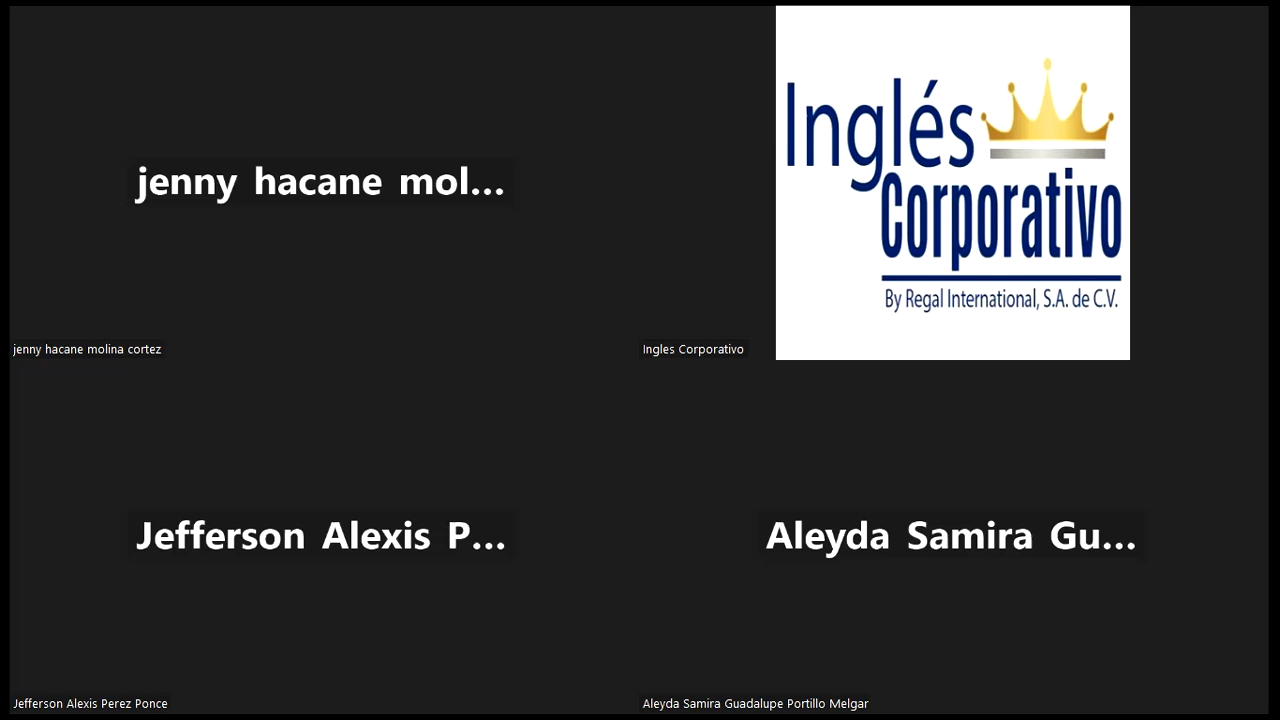 jenny hacane mol...
jenny hacane molina cortez
Inglés
Corporativo
By Regal International, S.A. de C.V.
Ingles Corporativo
Jefferson Alexis P...
Jefferson Alexis Perez Ponce
Aleyda Samira Gu...
Aleyda Samira Guadalupe Portillo Melgar